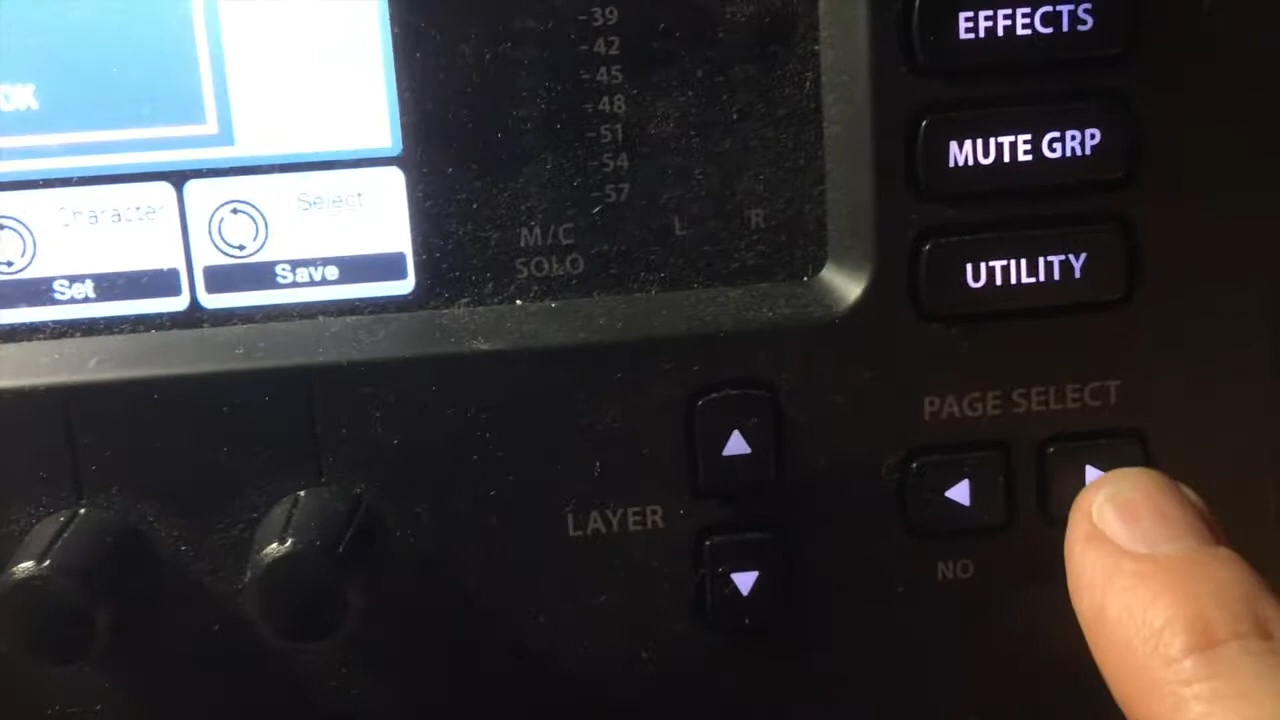 -39
-42
-45
-48
-51
-54
-57
M/C
SOLO
L
R
EFFECTS
MUTE GRP
UTILITY
OK
Character
Set
Select
Save
PAGE SELECT
LAYER
NO